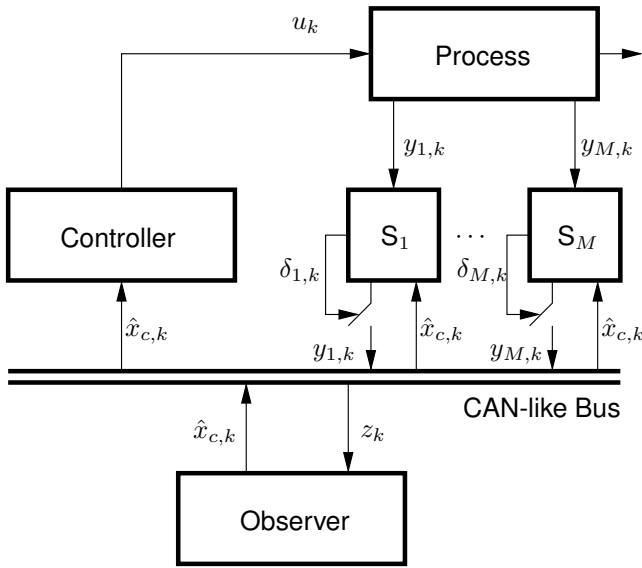 u_k
Process
y_{1,k}
y_{M,k}
Controller
S_1
...
S_M
δ_{1,k}
δ_{M,k}
x̂_{c,k}
x̂_{c,k}
x̂_{c,k}
y_{1,k}
y_{M,k}
CAN-like Bus
x̂_{c,k}
z_k
Observer